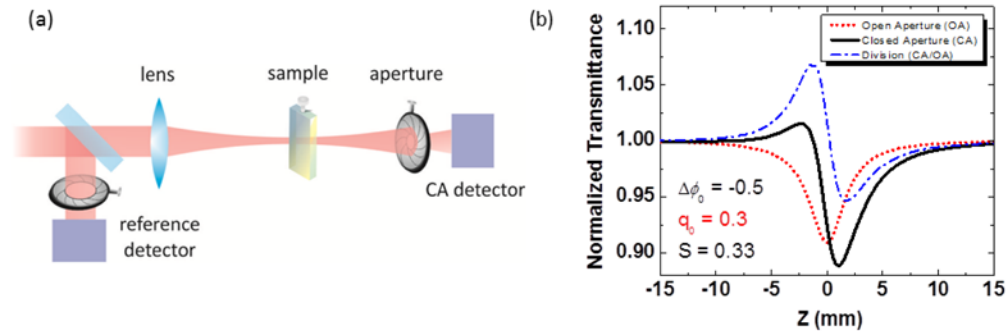 (a)
lens
sample
aperture
CA detector
reference
detector
(b)
Normalized Transmittance
1.10
1.05
1.00
0.95
0.90
Open Aperture (OA)
Closed Aperture (CA)
Division (CA/OA)
Δϕ₀ = -0.5
q₀ = 0.3
S = 0.33
-15 -10 -5 0 5 10 15
Z (mm)